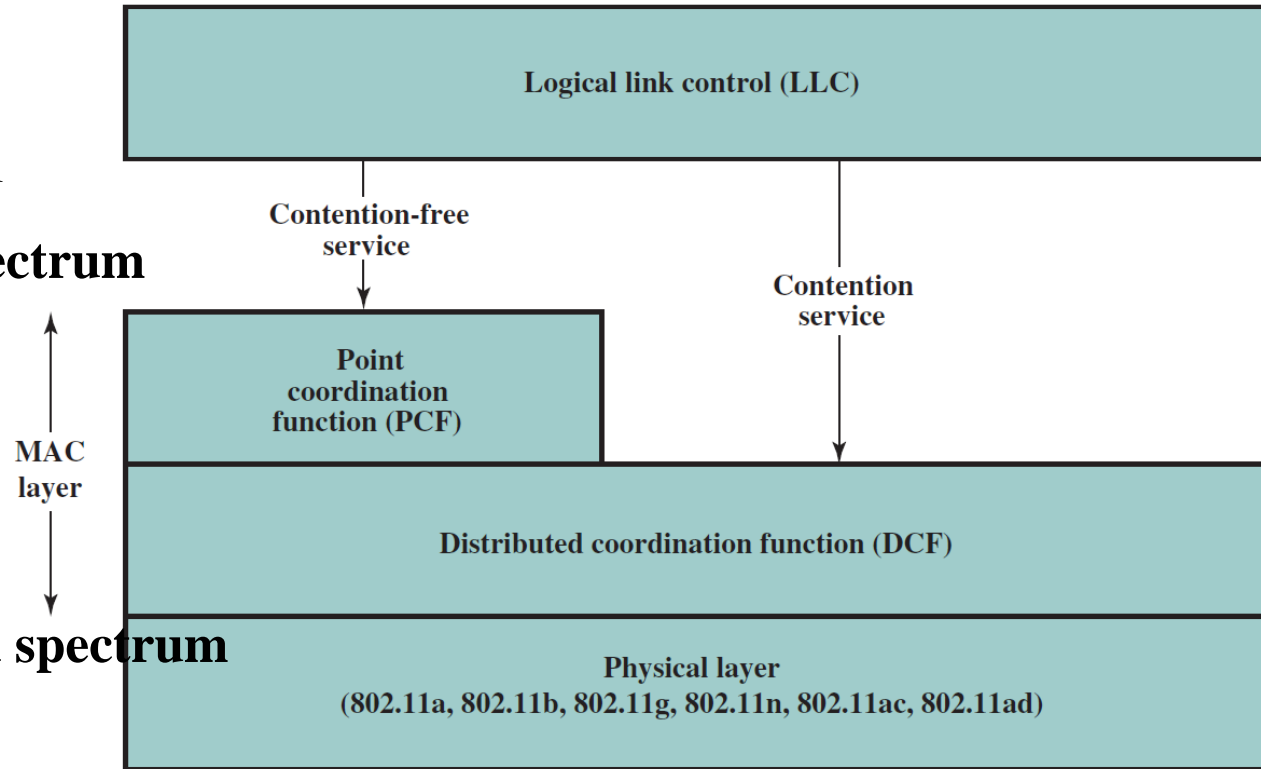 Logical link control (LLC)
Contention-free
service
ectrum
Contention
service
Point
coordination
function (PCF)
MAC
layer
Distributed coordination function (DCF)
spectrum
Physical layer
(802.11a, 802.11b, 802.11g, 802.11n, 802.11ac, 802.11ad)